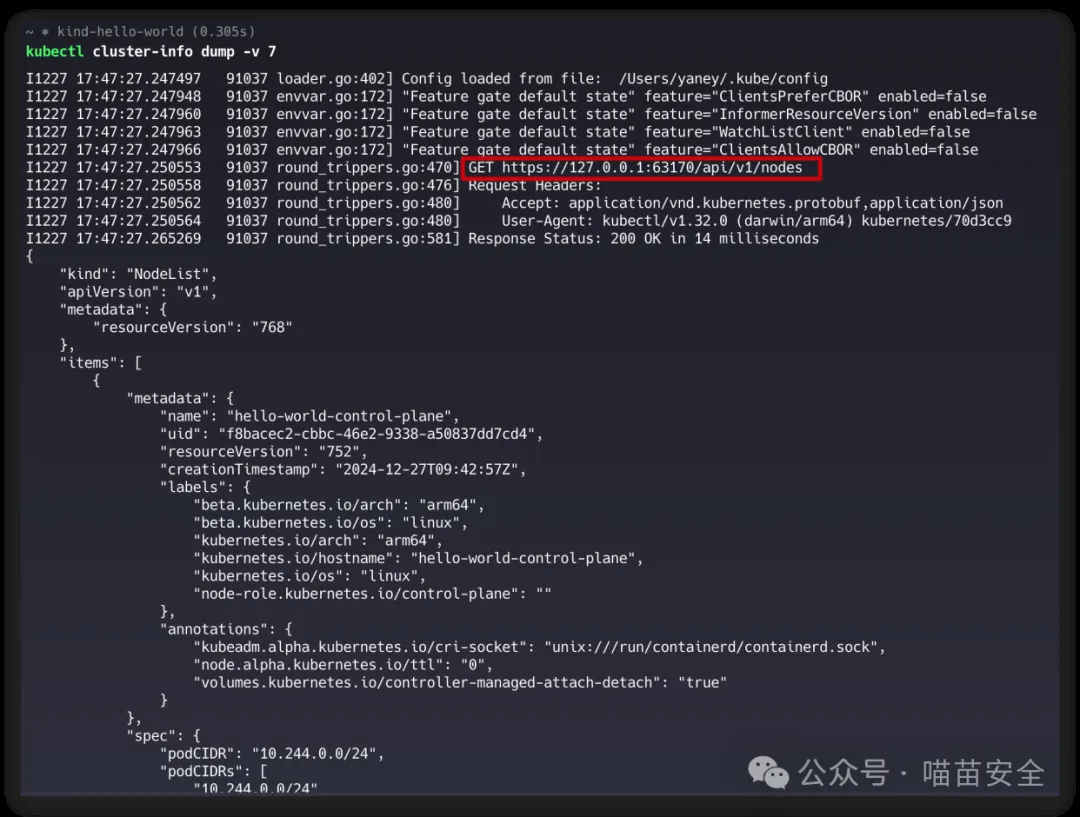 ~ * kind-hello-world (0.305s)
kubectl cluster-info dump -v 7
I1227 17:47:27.247497   91037 loader.go:402] Config loaded from file:  /Users/yaney/.kube/config
I1227 17:47:27.247948   91037 envvar.go:172] "Feature gate default state" feature="ClientsPreferCBOR" enabled=false
I1227 17:47:27.247960   91037 envvar.go:172] "Feature gate default state" feature="InformerResourceVersion" enabled=false
I1227 17:47:27.247963   91037 envvar.go:172] "Feature gate default state" feature="WatchListClient" enabled=false
I1227 17:47:27.247966   91037 envvar.go:172] "Feature gate default state" feature="ClientsAllowCBOR" enabled=false
I1227 17:47:27.250553   91037 round_trippers.go:470] GET https://127.0.0.1:63170/api/v1/nodes
I1227 17:47:27.250558   91037 round_trippers.go:476] Request Headers:
I1227 17:47:27.250562   91037 round_trippers.go:480]     Accept: application/vnd.kubernetes.protobuf,application/json
I1227 17:47:27.250564   91037 round_trippers.go:480]     User-Agent: kubectl/v1.32.0 (darwin/arm64) kubernetes/70d3cc9
I1227 17:47:27.265269   91037 round_trippers.go:581] Response Status: 200 OK in 14 milliseconds
{
    "kind": "NodeList",
    "apiVersion": "v1",
    "metadata": {
        "resourceVersion": "768"
    },
    "items": [
        {
            "metadata": {
                "name": "hello-world-control-plane",
                "uid": "f8bacec2-cbbc-46e2-9338-a50837dd7cd4",
                "resourceVersion": "752",
                "creationTimestamp": "2024-12-27T09:42:57Z",
                "labels": {
                    "beta.kubernetes.io/arch": "arm64",
                    "beta.kubernetes.io/os": "linux",
                    "kubernetes.io/arch": "arm64",
                    "kubernetes.io/hostname": "hello-world-control-plane",
                    "kubernetes.io/os": "linux",
                    "node-role.kubernetes.io/control-plane": ""
                },
                "annotations": {
                    "kubeadm.alpha.kubernetes.io/cri-socket": "unix:///run/containerd/containerd.sock",
                    "node.alpha.kubernetes.io/ttl": "0",
                    "volumes.kubernetes.io/controller-managed-attach-detach": "true"
                }
            },
            "spec": {
                "podCIDR": "10.244.0.0/24",
                "podCIDRs": [
                    "10.244.0.0/24"
公众号 · 喵苗安全